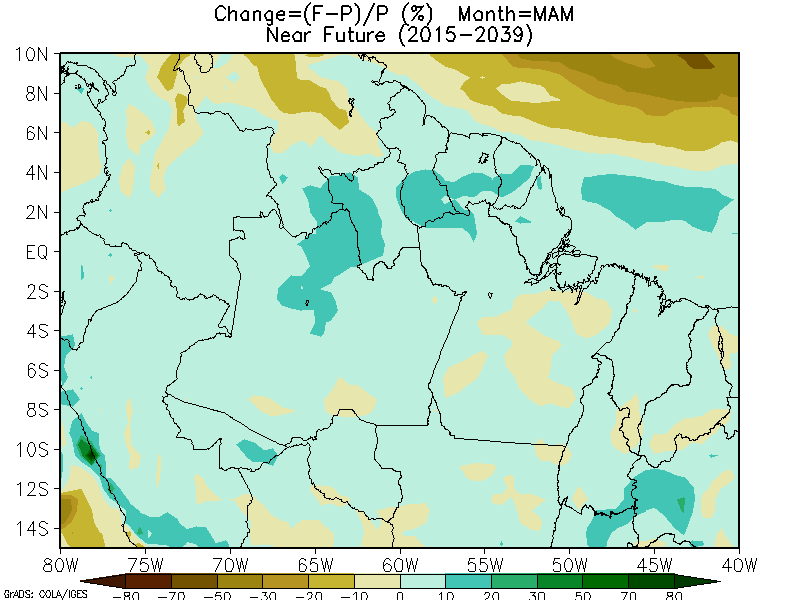 Change=(F-P)/P (%) Month=MAM
Near Future (2015-2039)
10N
8N
6N
4N
2N
EQ
2S
4S
6S
8S
10S
12S
14S
80W 75W 70W 65W 60W 55W 50W 45W 40W
GrADS: COLA/IGES
-80 -70 -50 -30 -20 -10 0 10 20 30 50 70 80